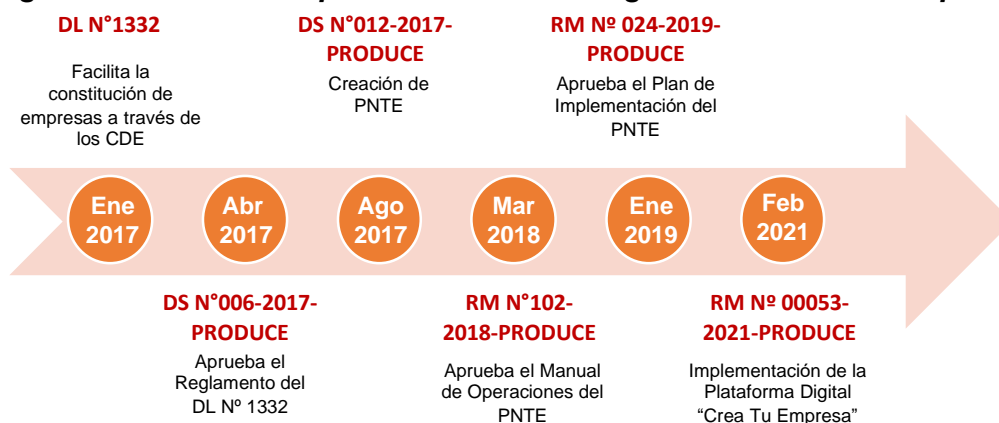 DL N°1332
Facilita la
constitución de
empresas a través de
los CDE
DS N°012-2017-
PRODUCE
Creación de
PNTE
RM Nº 024-2019-
PRODUCE
Aprueba el Plan de
Implementación del
PNTE
Ene
2017
Abr
2017
Ago
2017
Mar
2018
Ene
2019
Feb
2021
DS N°006-2017-
PRODUCE
Aprueba el
Reglamento del
DL Nº 1332
RM N°102-
2018-PRODUCE
Aprueba el Manual
de Operaciones del
PNTE
RM Nº 00053-
2021-PRODUCE
Implementación de la
Plataforma Digital
“Crea Tu Empresa”